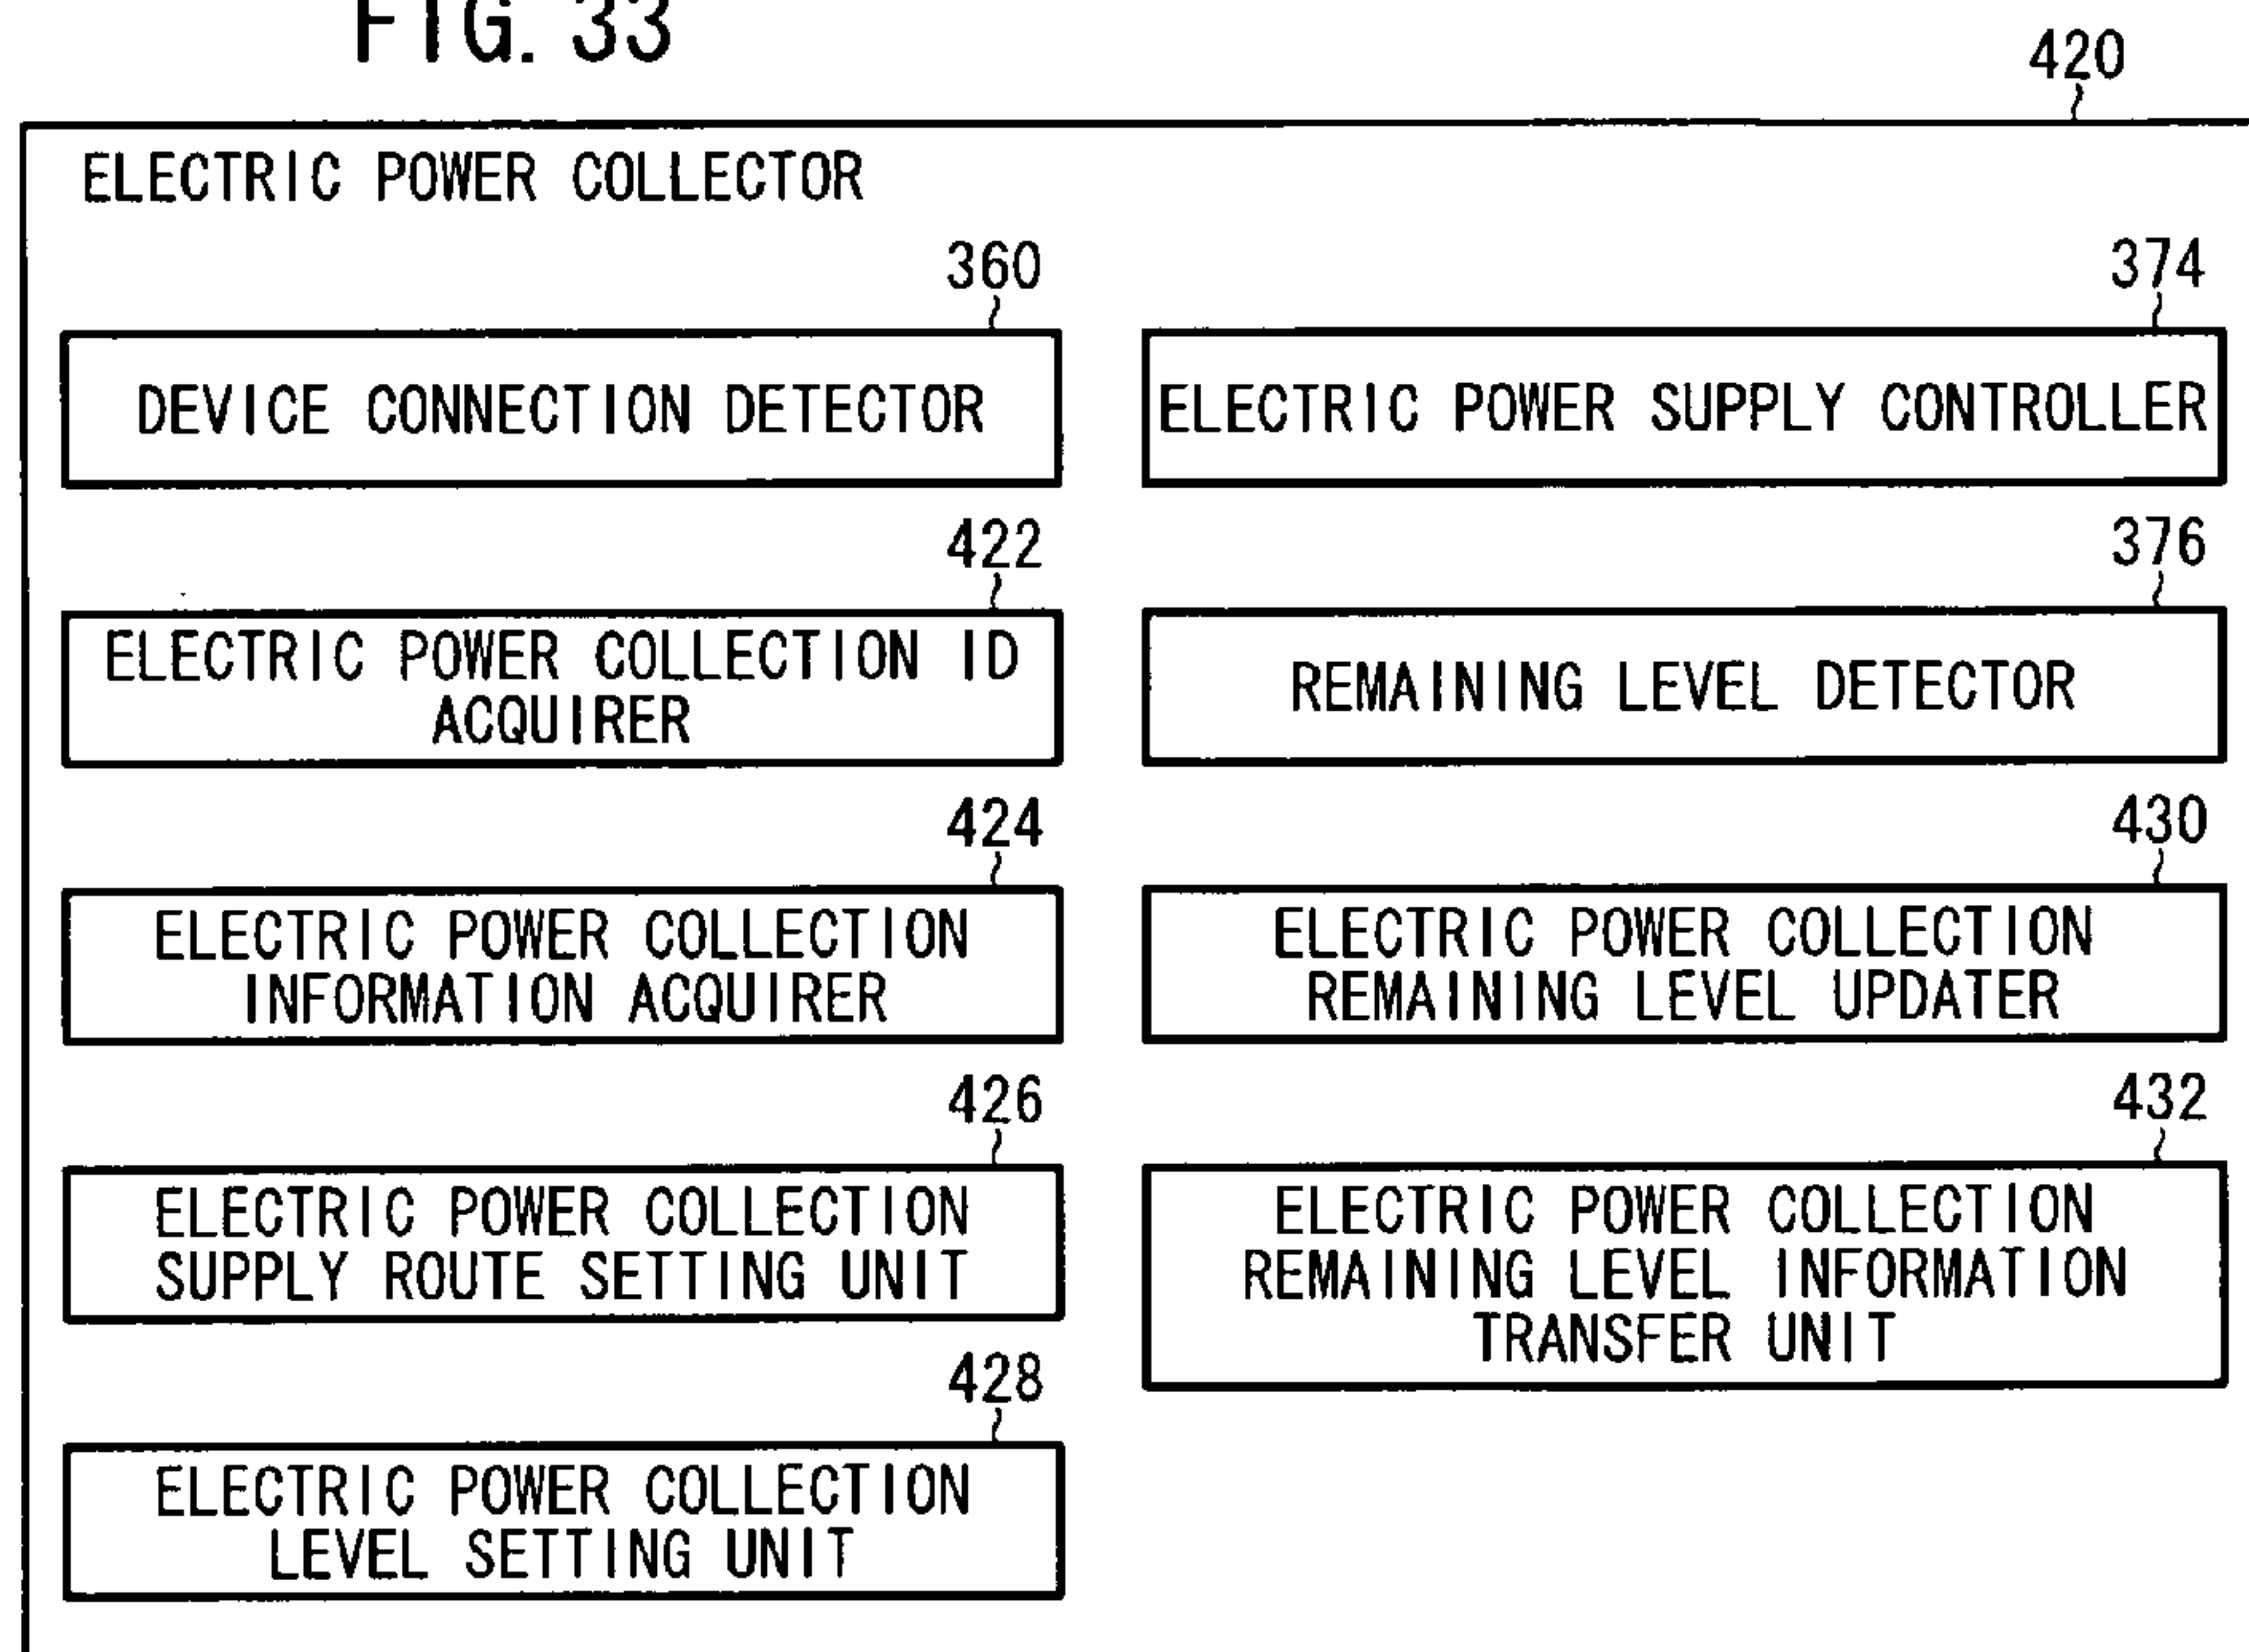 FIG. 33
420
ELECTRIC POWER COLLECTOR
360
DEVICE CONNECTION DETECTOR
422
ELECTRIC POWER COLLECTION ID
ACQUIRER
424
ELECTRIC POWER COLLECTION
INFORMATION ACQUIRER
426
ELECTRIC POWER COLLECTION
SUPPLY ROUTE SETTING UNIT
428
ELECTRIC POWER COLLECTION
LEVEL SETTING UNIT
374
ELECTRIC POWER SUPPLY CONTROLLER
376
REMAINING LEVEL DETECTOR
430
ELECTRIC POWER COLLECTION
REMAINING LEVEL UPDATER
432
ELECTRIC POWER COLLECTION
REMAINING LEVEL INFORMATION
TRANSFER UNIT